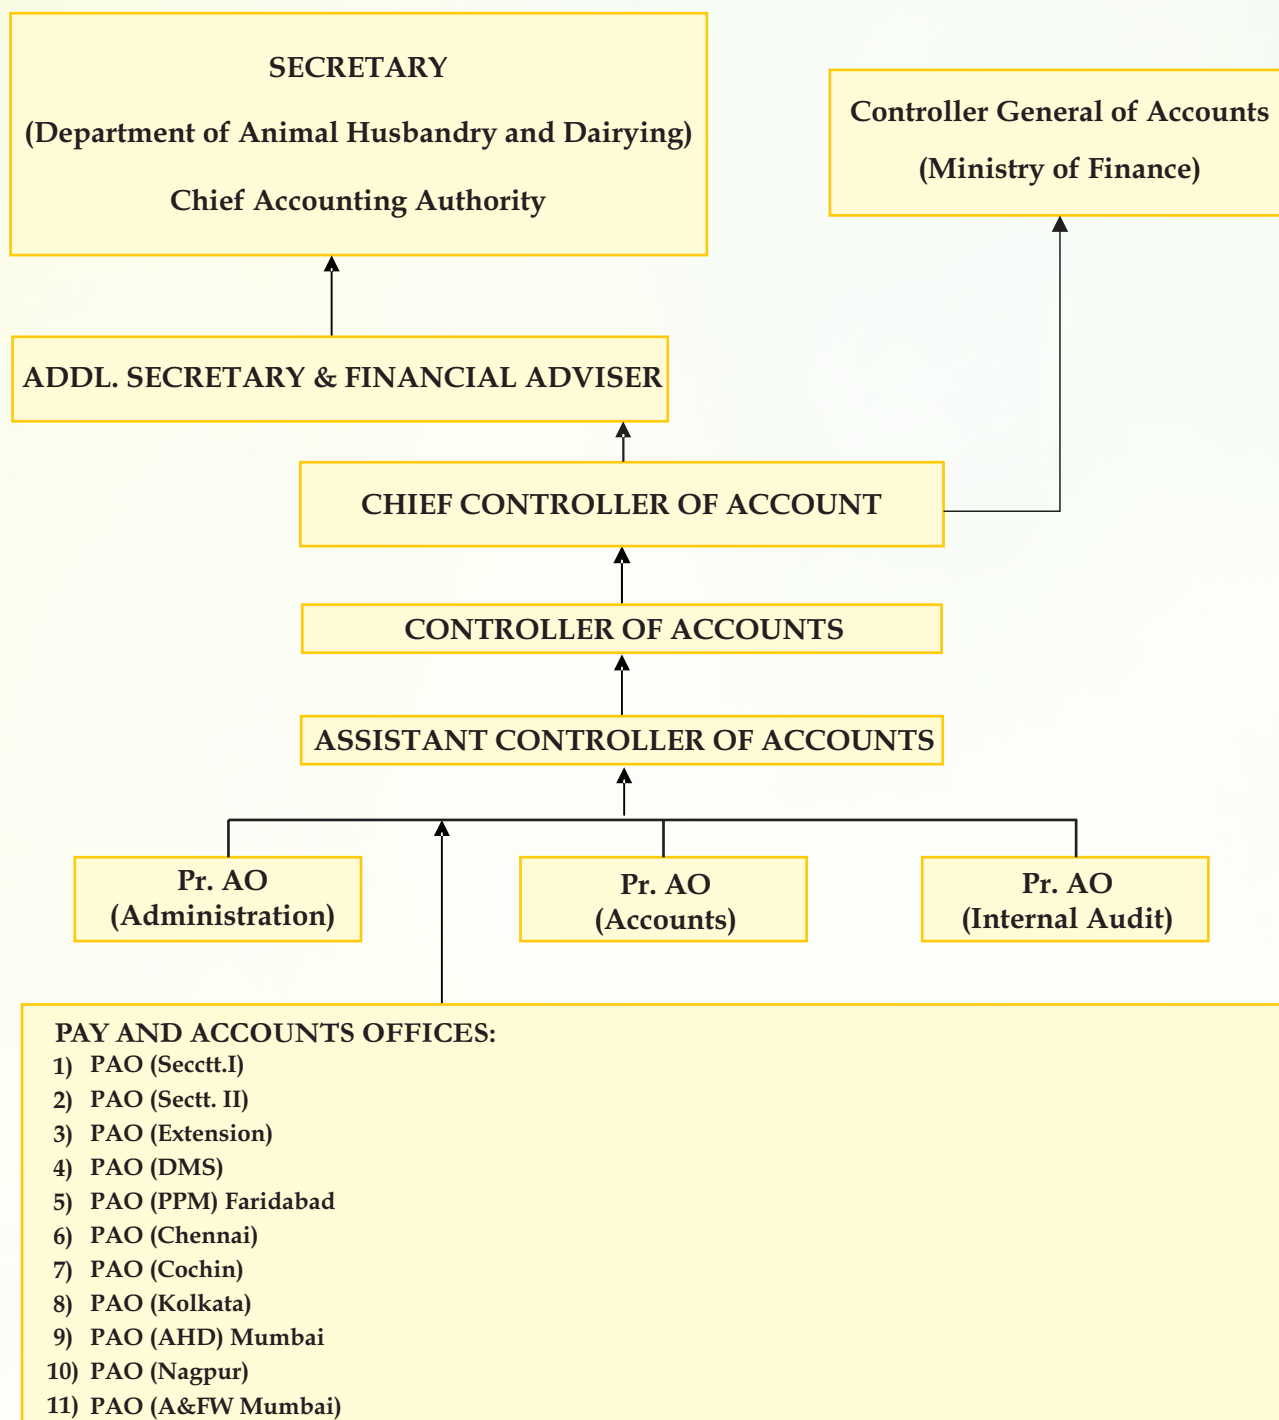 SECRETARY
(Department of Animal Husbandry and Dairying)
Chief Accounting Authority
Controller General of Accounts
(Ministry of Finance)
ADDL. SECRETARY & FINANCIAL ADVISER
CHIEF CONTROLLER OF ACCOUNT
CONTROLLER OF ACCOUNTS
ASSISTANT CONTROLLER OF ACCOUNTS
Pr. AO
(Administration)
Pr. AO
(Accounts)
Pr. AO
(Internal Audit)
PAY AND ACCOUNTS OFFICES:
1) PAO (Secctt.I)
2) PAO (Sectt. II)
3) PAO (Extension)
4) PAO (DMS)
5) PAO (PPM) Faridabad
6) PAO (Chennai)
7) PAO (Cochin)
8) PAO (Kolkata)
9) PAO (AHD) Mumbai
10) PAO (Nagpur)
11) PAO (A&FW Mumbai)